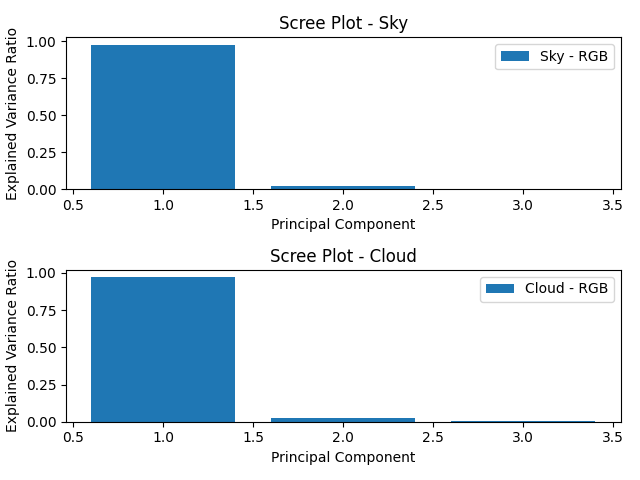 Scree Plot - Sky
Explained Variance Ratio
1.00
0.75
0.50
0.25
0.00
Sky - RGB
0.5 1.0 1.5 2.0 2.5 3.0 3.5
Principal Component
Scree Plot - Cloud
Explained Variance Ratio
1.00
0.75
0.50
0.25
0.00
Cloud - RGB
0.5 1.0 1.5 2.0 2.5 3.0 3.5
Principal Component